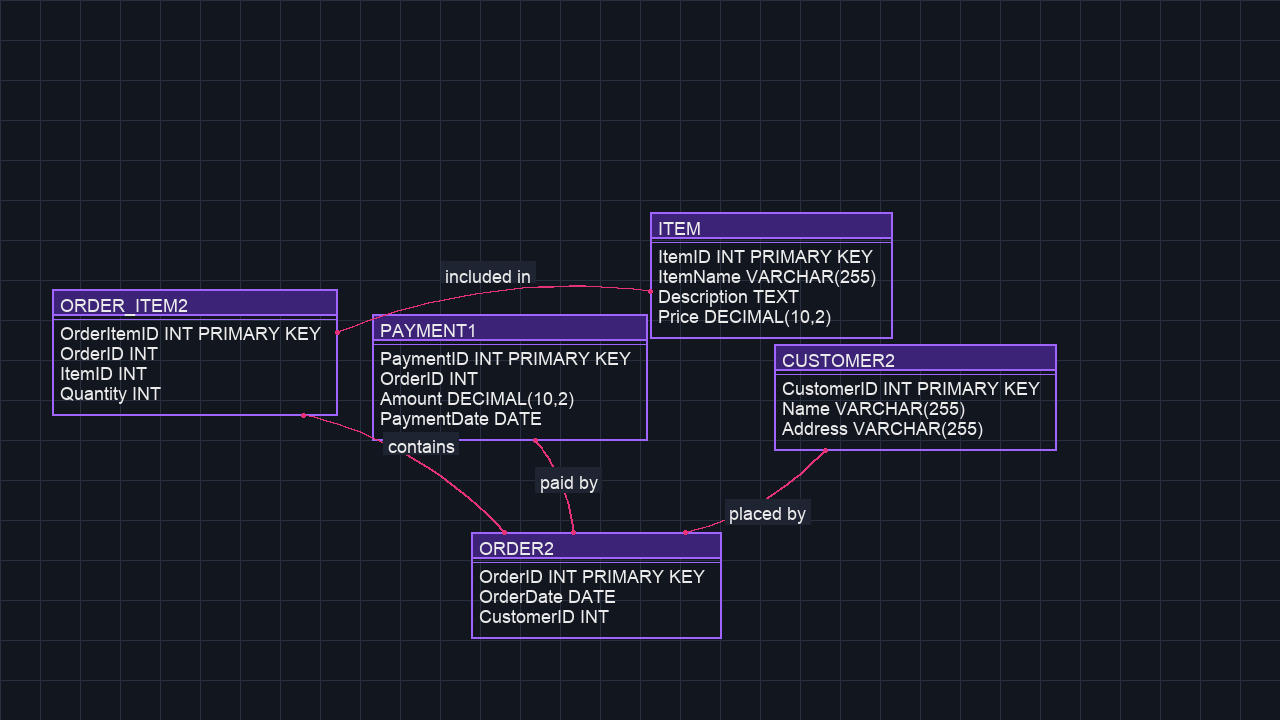 ITEM
ItemID INT PRIMARY KEY
ItemName VARCHAR(255)
Description TEXT
Price DECIMAL(10,2)
included in
ORDER_ITEM2
OrderItemID INT PRIMARY KEY
OrderID INT
ItemID INT
Quantity INT
PAYMENT1
PaymentID INT PRIMARY KEY
OrderID INT
Amount DECIMAL(10,2)
PaymentDate DATE
CUSTOMER2
CustomerID INT PRIMARY KEY
Name VARCHAR(255)
Address VARCHAR(255)
contains
paid by
placed by
ORDER2
OrderID INT PRIMARY KEY
OrderDate DATE
CustomerID INT